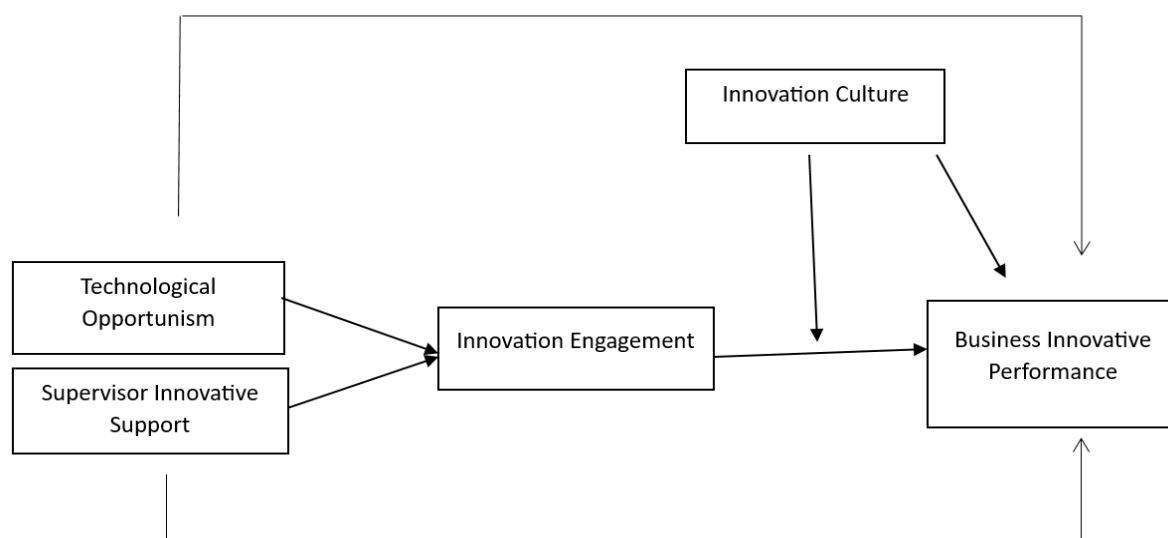 Innovation Culture
Technological
Opportunism
Innovation Engagement
Business Innovative
Performance
Supervisor Innovative
Support